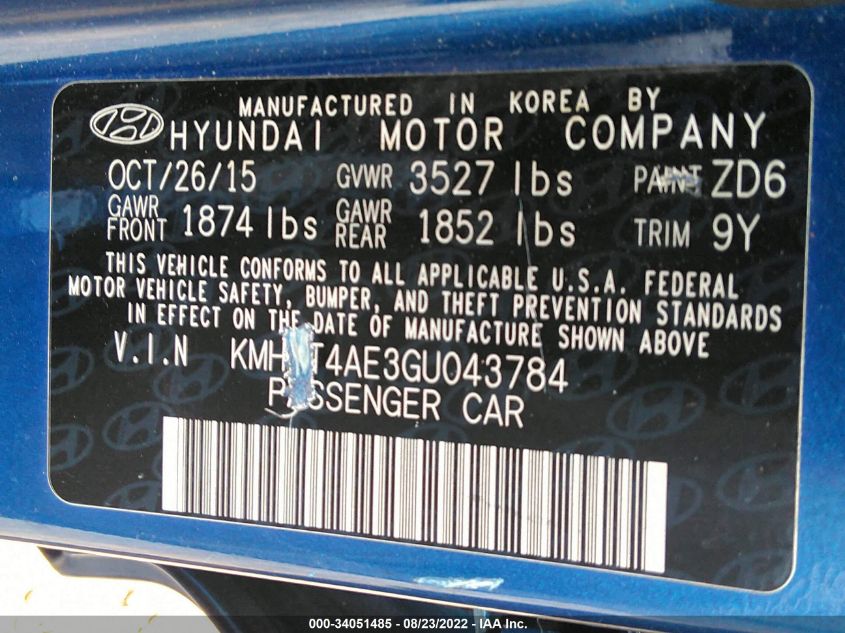 MANUFACTURED IN KOREA BY
HYUNDAI MOTOR COMPANY
OCT/26/15 GVWR 3527 lbs PAINT ZD6
GAWR FRONT 1874 lbs GAWR REAR 1852 lbs TRIM 9Y
THIS VEHICLE CONFORMS TO ALL APPLICABLE U.S.A. FEDERAL
MOTOR VEHICLE SAFETY, BUMPER, AND THEFT PREVENTION STANDARDS
IN EFFECT ON THE DATE OF MANUFACTURE SHOWN ABOVE
V.I.N
PASSENGER CAR
000-34051485 - 08/23/2022 - IAA Inc.